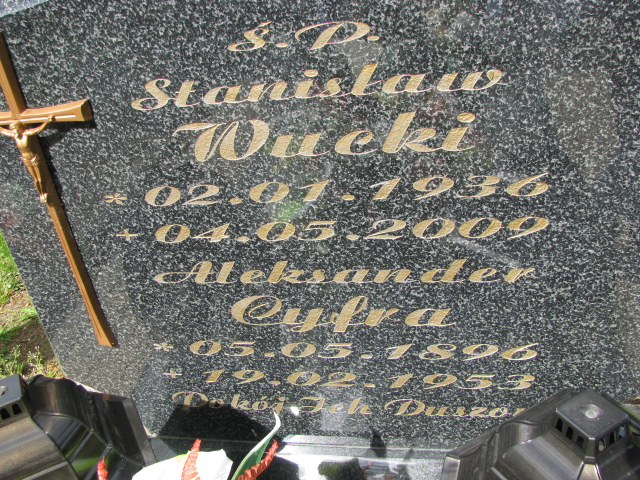 Ś.P.
Stanisław
Wucki
* 02.01.1936
+ 04.05.2009
Aleksander
Cyfra
* 05.05.1896
+ 19.02.1953
Pokój Ich Duszom